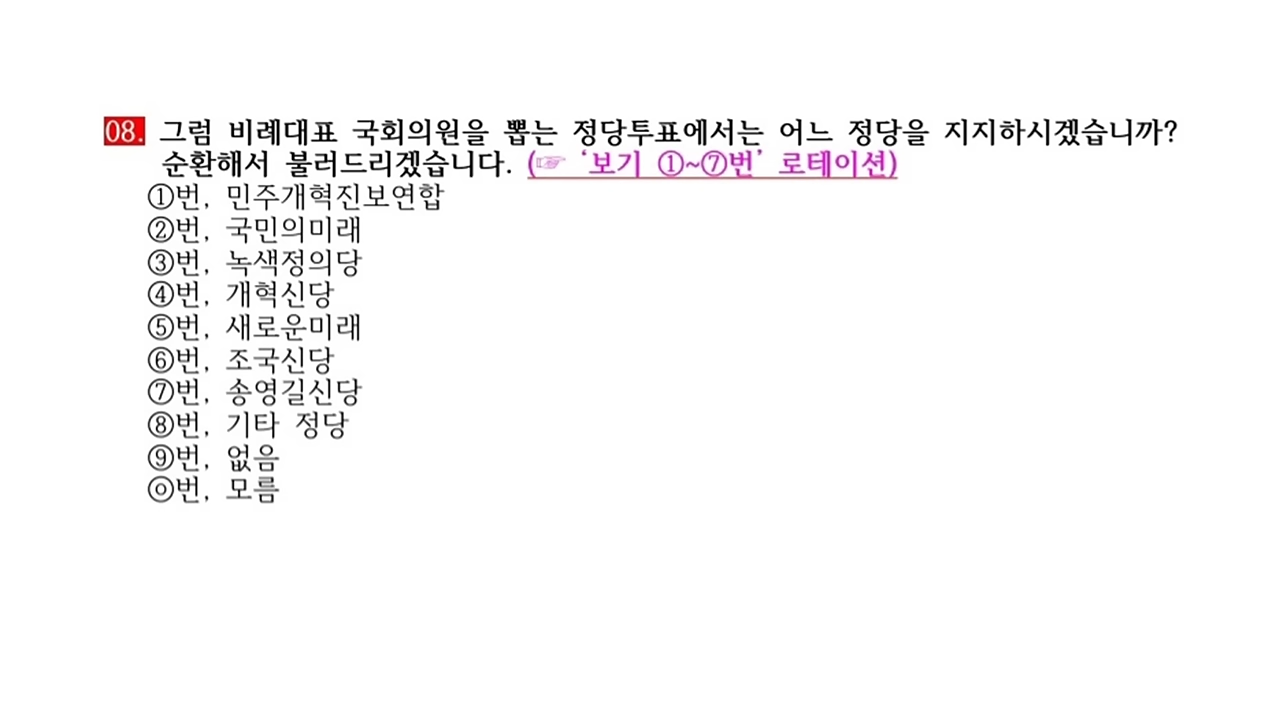 08. 그럼 비례대표 국회의원을 뽑는 정당투표에서는 어느 정당을 지지하시겠습니까?
순환해서 불러드리겠습니다. (☞ ‘보기 ①~⑦번’ 로테이션)
①번, 민주개혁진보연합
②번, 국민의미래
③번, 녹색정의당
④번, 개혁신당
⑤번, 새로운미래
⑥번, 조국신당
⑦번, 송영길신당
⑧번, 기타 정당
⑨번, 없음
⓪번, 모름